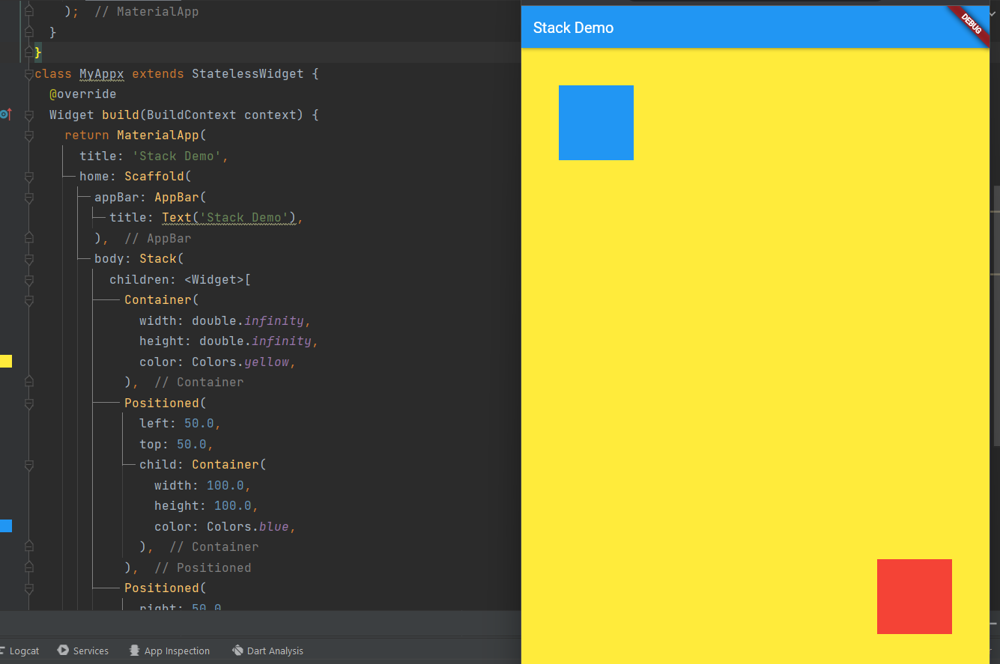 );  // MaterialApp
}
}
class MyAppx extends StatelessWidget {
@override
Widget build(BuildContext context) {
return MaterialApp(
title: 'Stack Demo',
home: Scaffold(
appBar: AppBar(
title: Text('Stack Demo'),
),  // AppBar
body: Stack(
children: <Widget>[
Container(
width: double.infinity,
height: double.infinity,
color: Colors.yellow,
),  // Container
Positioned(
left: 50.0,
top: 50.0,
child: Container(
width: 100.0,
height: 100.0,
color: Colors.blue,
),  // Container
),  // Positioned
Positioned(
right: 50.0
Logcat
Services
App Inspection
Dart Analysis
Stack Demo
DEBUG